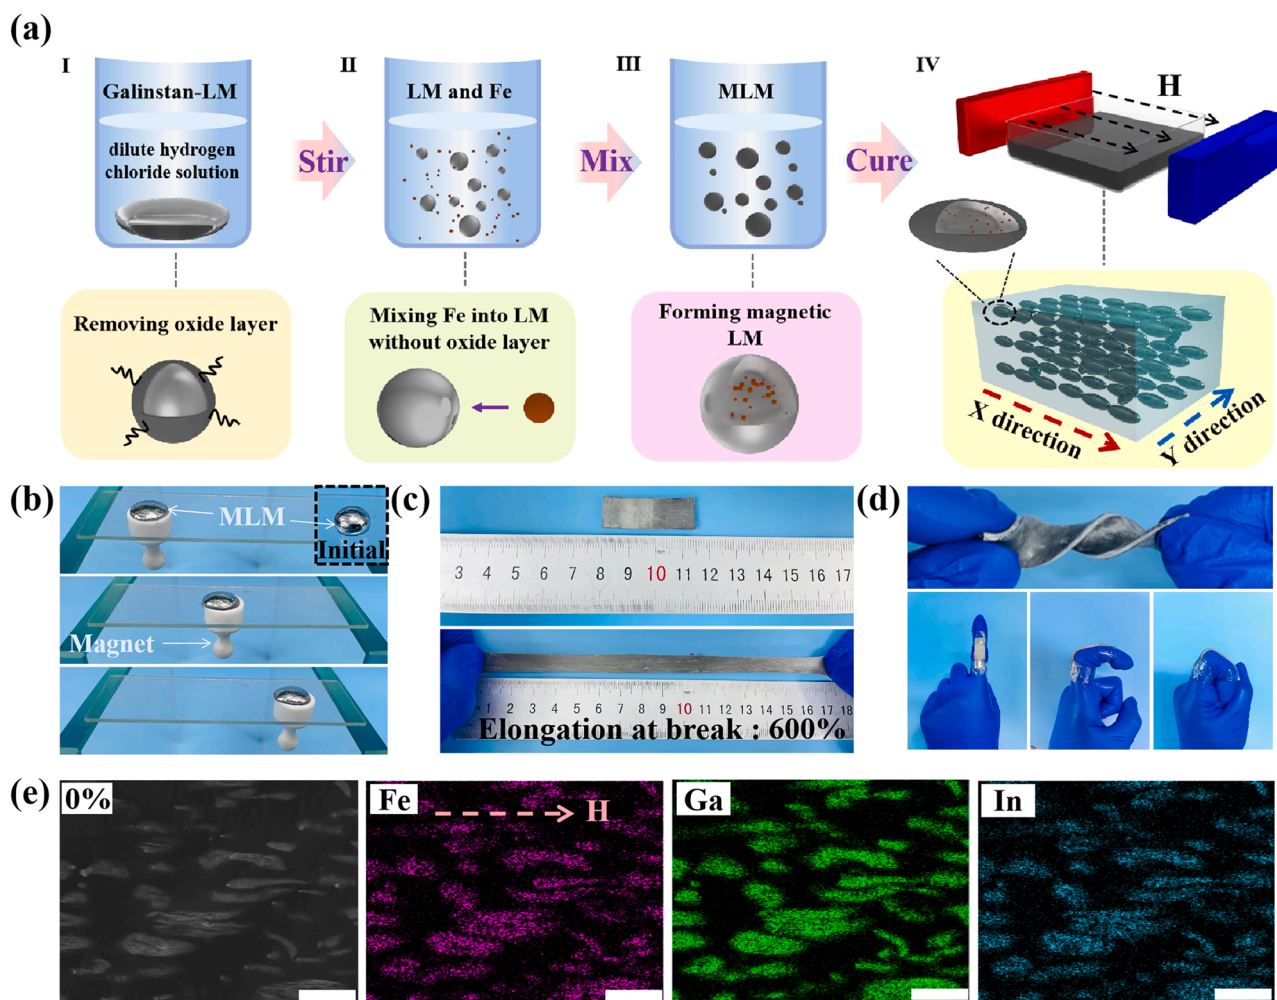 (a)
I
Galinstan-LM
dilute hydrogen
chloride solution
Stir
II
LM and Fe
Mix
III
MLM
Cure
IV
H
Removing oxide layer
Mixing Fe into LM
without oxide layer
Forming magnetic
LM
X direction
Y direction
(b)
MLM
Initial
Magnet
(c)
3 4 5 6 7 8 9 10 11 12 13 14 15 16 17
1 2 3 4 5 6 7 8 9 10 11 12 13 14 15 16 17 18
Elongation at break : 600%
(d)
(e)
0%
Fe
H
Ga
In